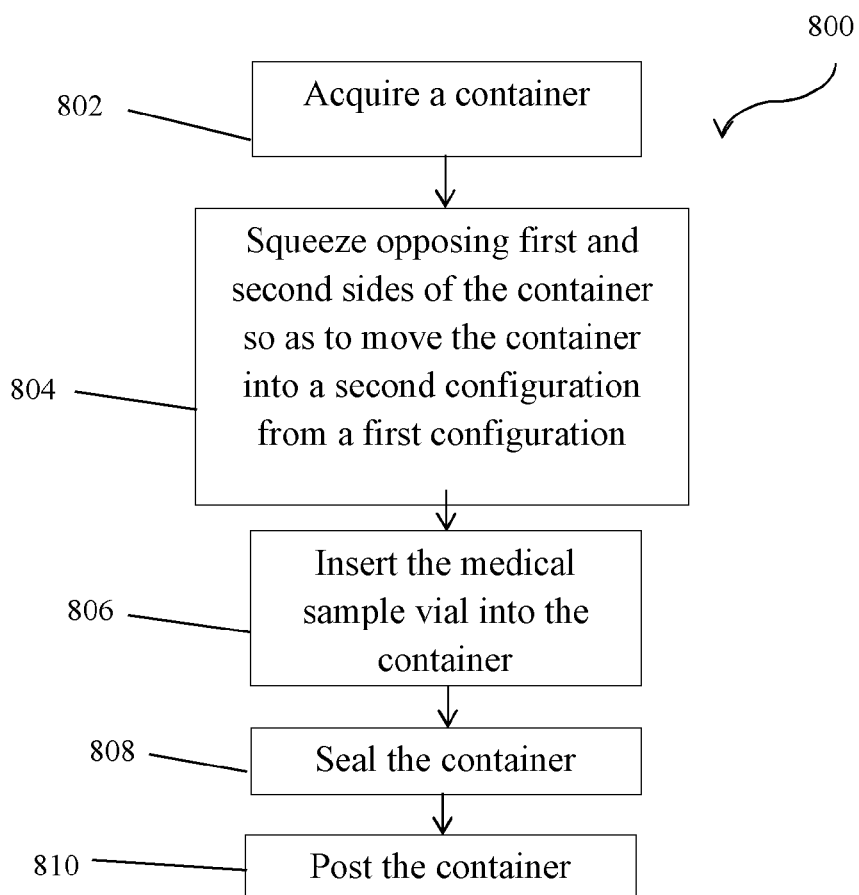 800
802
Acquire a container
804
Squeeze opposing first and
second sides of the container
so as to move the container
into a second configuration
from a first configuration
806
Insert the medical
sample vial into the
container
808
Seal the container
810
Post the container